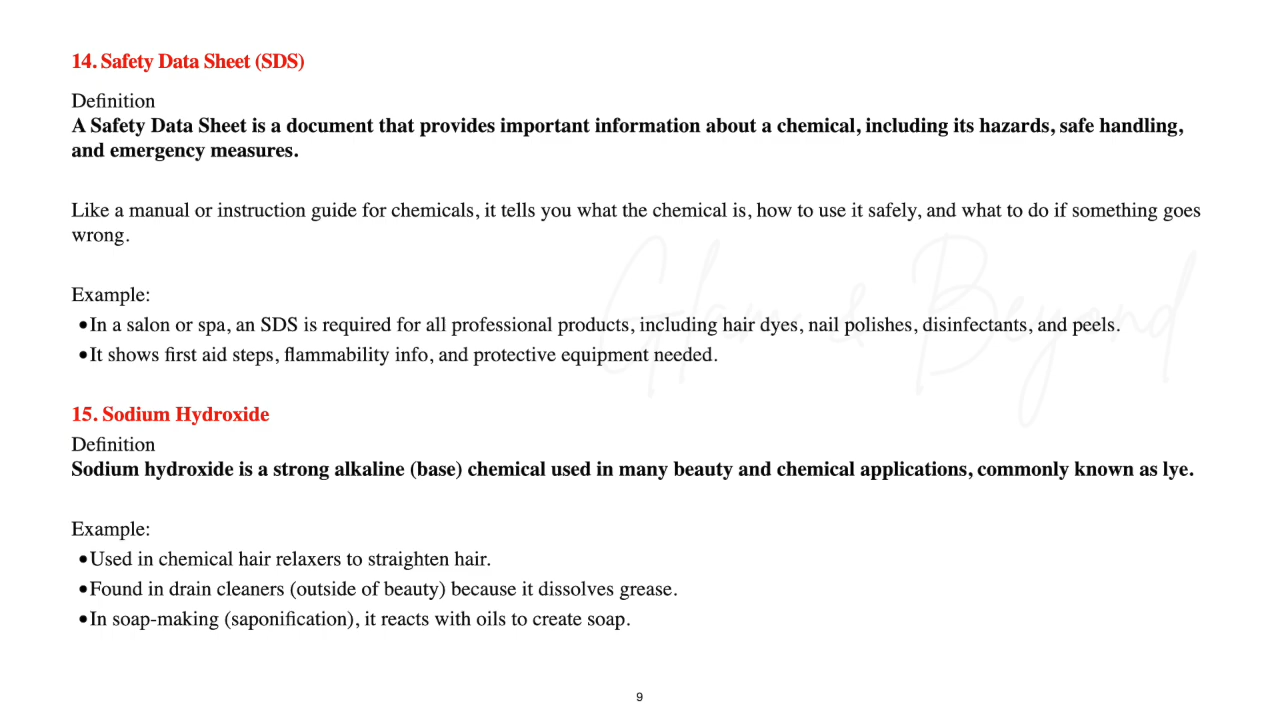 14. Safety Data Sheet (SDS)
Definition
A Safety Data Sheet is a document that provides important information about a chemical, including its hazards, safe handling,
and emergency measures.
Like a manual or instruction guide for chemicals, it tells you what the chemical is, how to use it safely, and what to do if something goes
wrong.
Glam & Beyond
Example:
•In a salon or spa, an SDS is required for all professional products, including hair dyes, nail polishes, disinfectants, and peels.
•It shows first aid steps, flammability info, and protective equipment needed.
15. Sodium Hydroxide
Definition
Sodium hydroxide is a strong alkaline (base) chemical used in many beauty and chemical applications, commonly known as lye.
Example:
•Used in chemical hair relaxers to straighten hair.
•Found in drain cleaners (outside of beauty) because it dissolves grease.
•In soap-making (saponification), it reacts with oils to create soap.
9